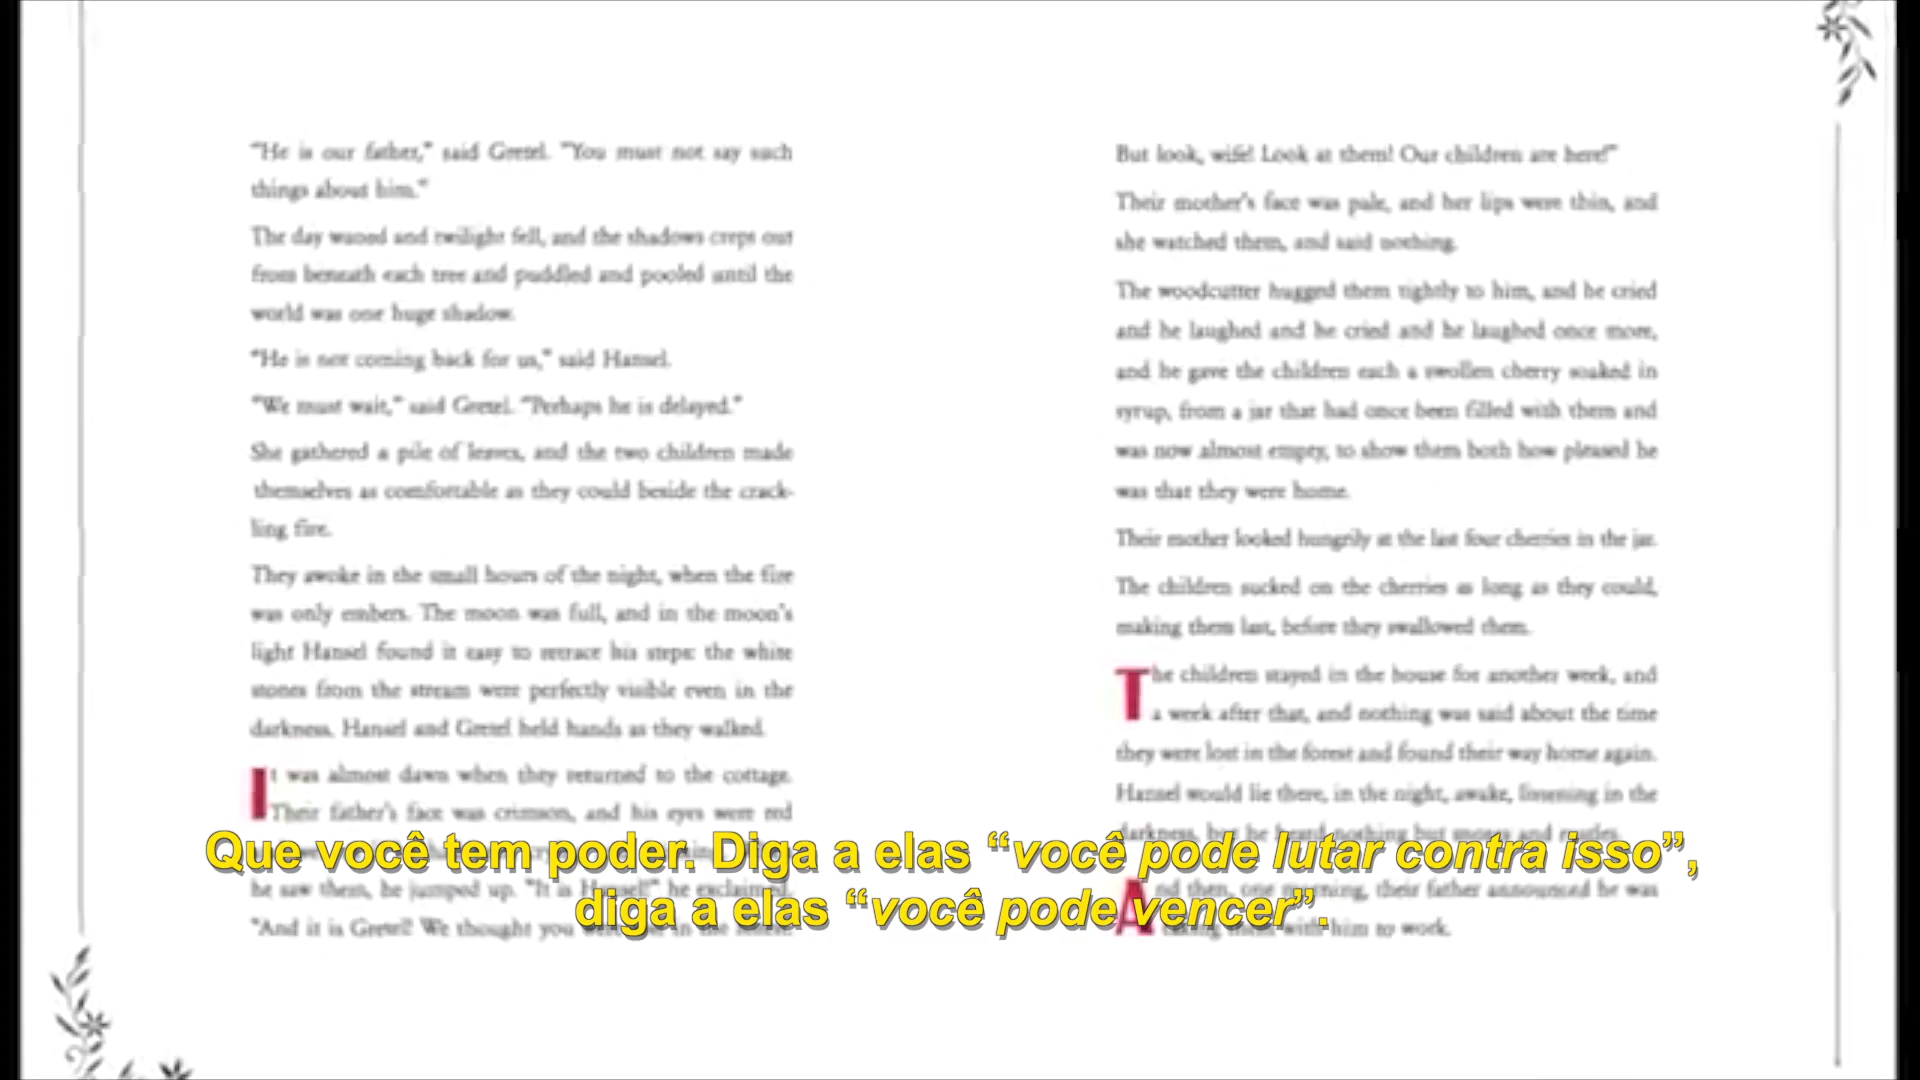 "He is our father," said Gretel. "You must not say such
things about him."
The day waned and twilight fell, and the shadows crept out
from beneath each tree and puddled and pooled until the
world was one huge shadow.
"He is not coming back for us," said Hansel.
"We must wait," said Gretel. "Perhaps he is delayed."
She gathered a pile of leaves, and the two children made
themselves as comfortable as they could beside the crack-
ling fire.
They awoke in the small hours of the night, when the fire
was only embers. The moon was full, and in the moon's
light Hansel found it easy to retrace his steps: the white
stones from the stream were perfectly visible even in the
darkness. Hansel and Gretel held hands as they walked.
It was almost dawn when they returned to the cottage.
Their father's face was crimson, and his eyes were red
he saw them, he jumped up. "It is Hansel!" he exclaimed.
"And it is Gretel! We thought you
But look, wife! Look at them! Our children are here!"
Their mother's face was pale, and her lips were thin, and
she watched them, and said nothing.
The woodcutter hugged them tightly to him, and he cried
and he laughed and he cried and he laughed once more,
and he gave the children each a swollen cherry soaked in
syrup, from a jar that had once been filled with them and
was now almost empty, to show them both how pleased he
was that they were home.
Their mother looked hungrily at the last four cherries in the jar.
The children sucked on the cherries as long as they could,
making them last, before they swallowed them.
The children stayed in the house for another week, and
a week after that, and nothing was said about the time
they were lost in the forest and found their way home again.
Hansel would lie there, in the night, awake, listening in the
darkness, but he heard nothing but snores and rustles.
And then, one morning, their father announced he was
taking them with him to work.
Que você tem poder. Diga a elas “você pode lutar contra isso”,
diga a elas “você pode vencer”.